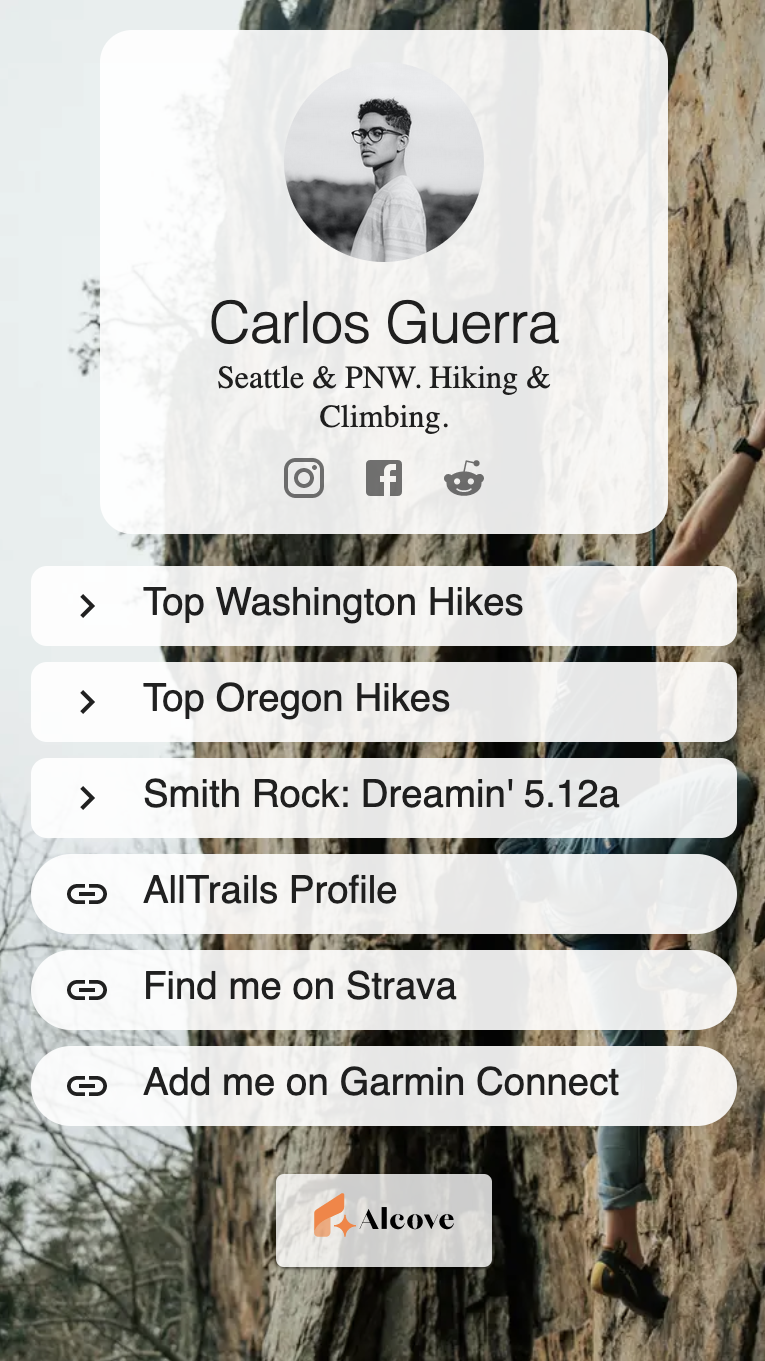 Carlos Guerra
Seattle & PNW. Hiking &
Climbing.
Top Washington Hikes
Top Oregon Hikes
Smith Rock: Dreamin' 5.12a
AllTrails Profile
Find me on Strava
Add me on Garmin Connect
Alcove